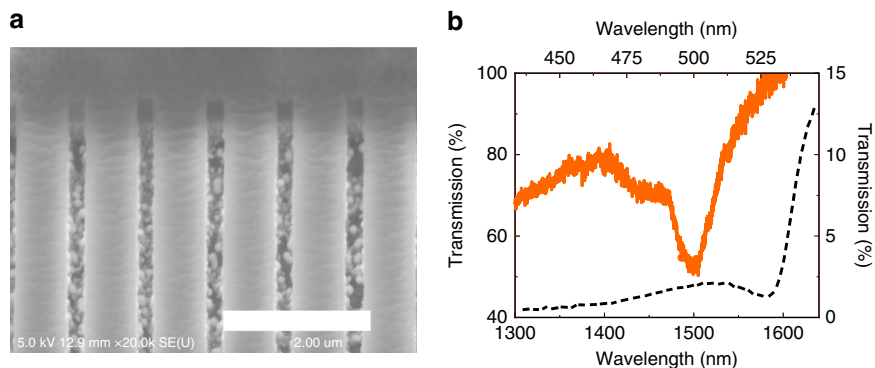 a
5.0 kV 12.9 mm ×20.0k SE(U) 2.00 um
b
Wavelength (nm)
450 475 500 525
100 15
80 10
60 5
40 0
Transmission (%)
Transmission (%)
1300 1400 1500 1600
Wavelength (nm)